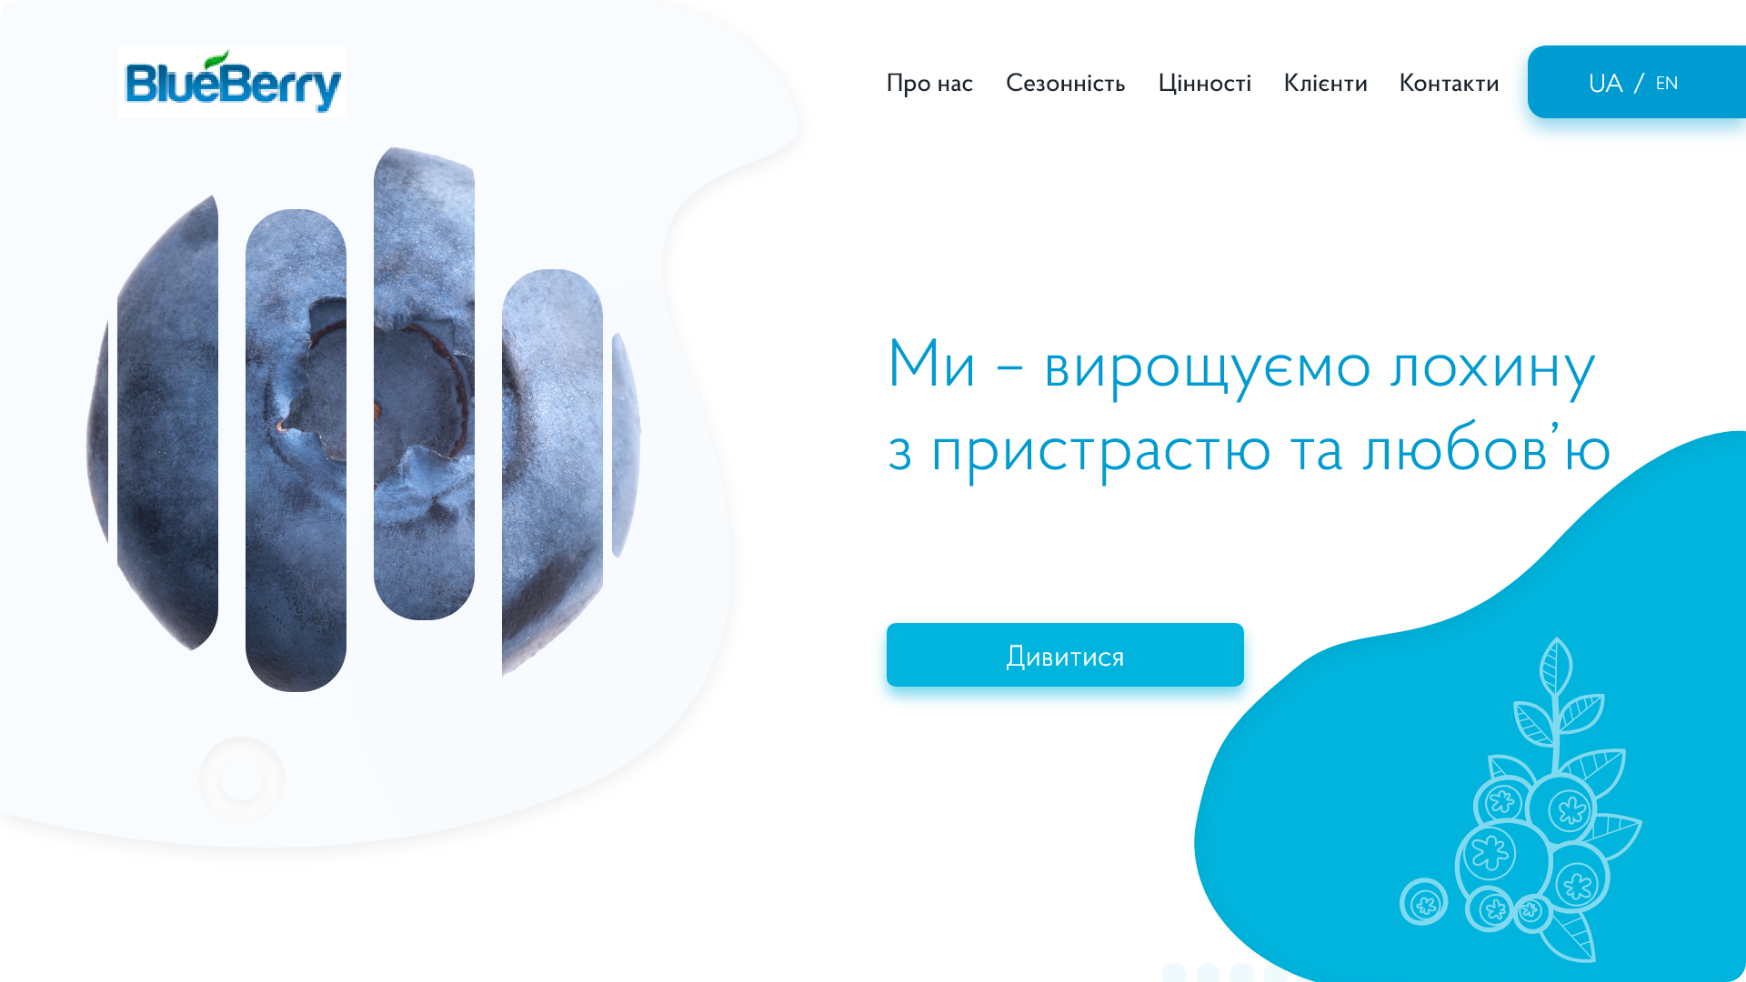 BlueBerry
Про нас Сезонність Цінності Клієнти Контакти UA / EN
Ми – вирощуємо лохину
з пристрастю та любов’ю
Дивитися